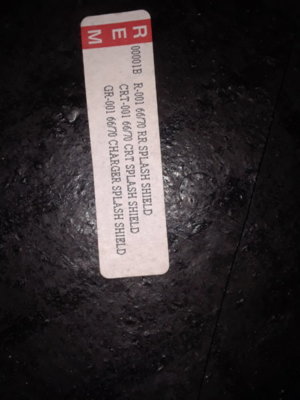 REM
00001B R-001 66/70 RR SPLASH SHIELD
CRT-001 66/70 CRT SPLASH SHIELD
GR-001 66/70 CHARGER SPLASH SHIELD